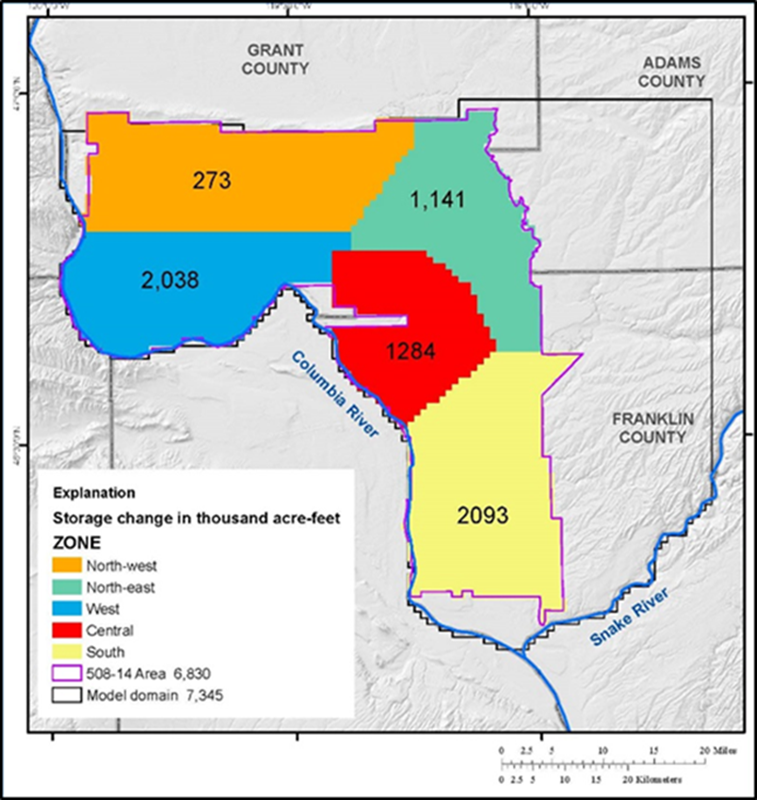 GRANT
COUNTY
ADAMS
COUNTY
273
1,141
2,038
1284
Columbia River
FRANKLIN
COUNTY
2093
Snake River
Explanation
Storage change in thousand acre-feet
ZONE
North-west
North-east
West
Central
South
508-14 Area 6,830
Model domain 7,345
0 2.5 5 10 15 20 Miles
0 2.5 5 10 15 20 Kilometers